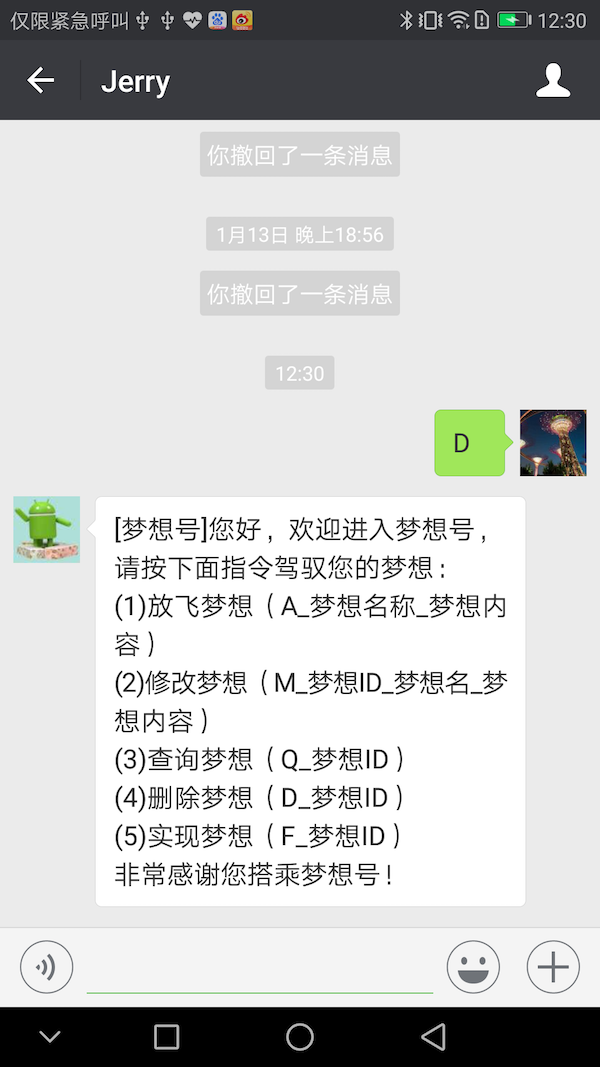 仅限紧急呼叫
12:30
Jerry
你撤回了一条消息
1月13日 晚上18:56
你撤回了一条消息
12:30
D
[梦想号]您好，欢迎进入梦想号，
请按下面指令驾驭您的梦想：
(1)放飞梦想（A_梦想名称_梦想内
容）
(2)修改梦想（M_梦想ID_梦想名_梦
想内容）
(3)查询梦想（Q_梦想ID）
(4)删除梦想（D_梦想ID）
(5)实现梦想（F_梦想ID）
非常感谢您搭乘梦想号！